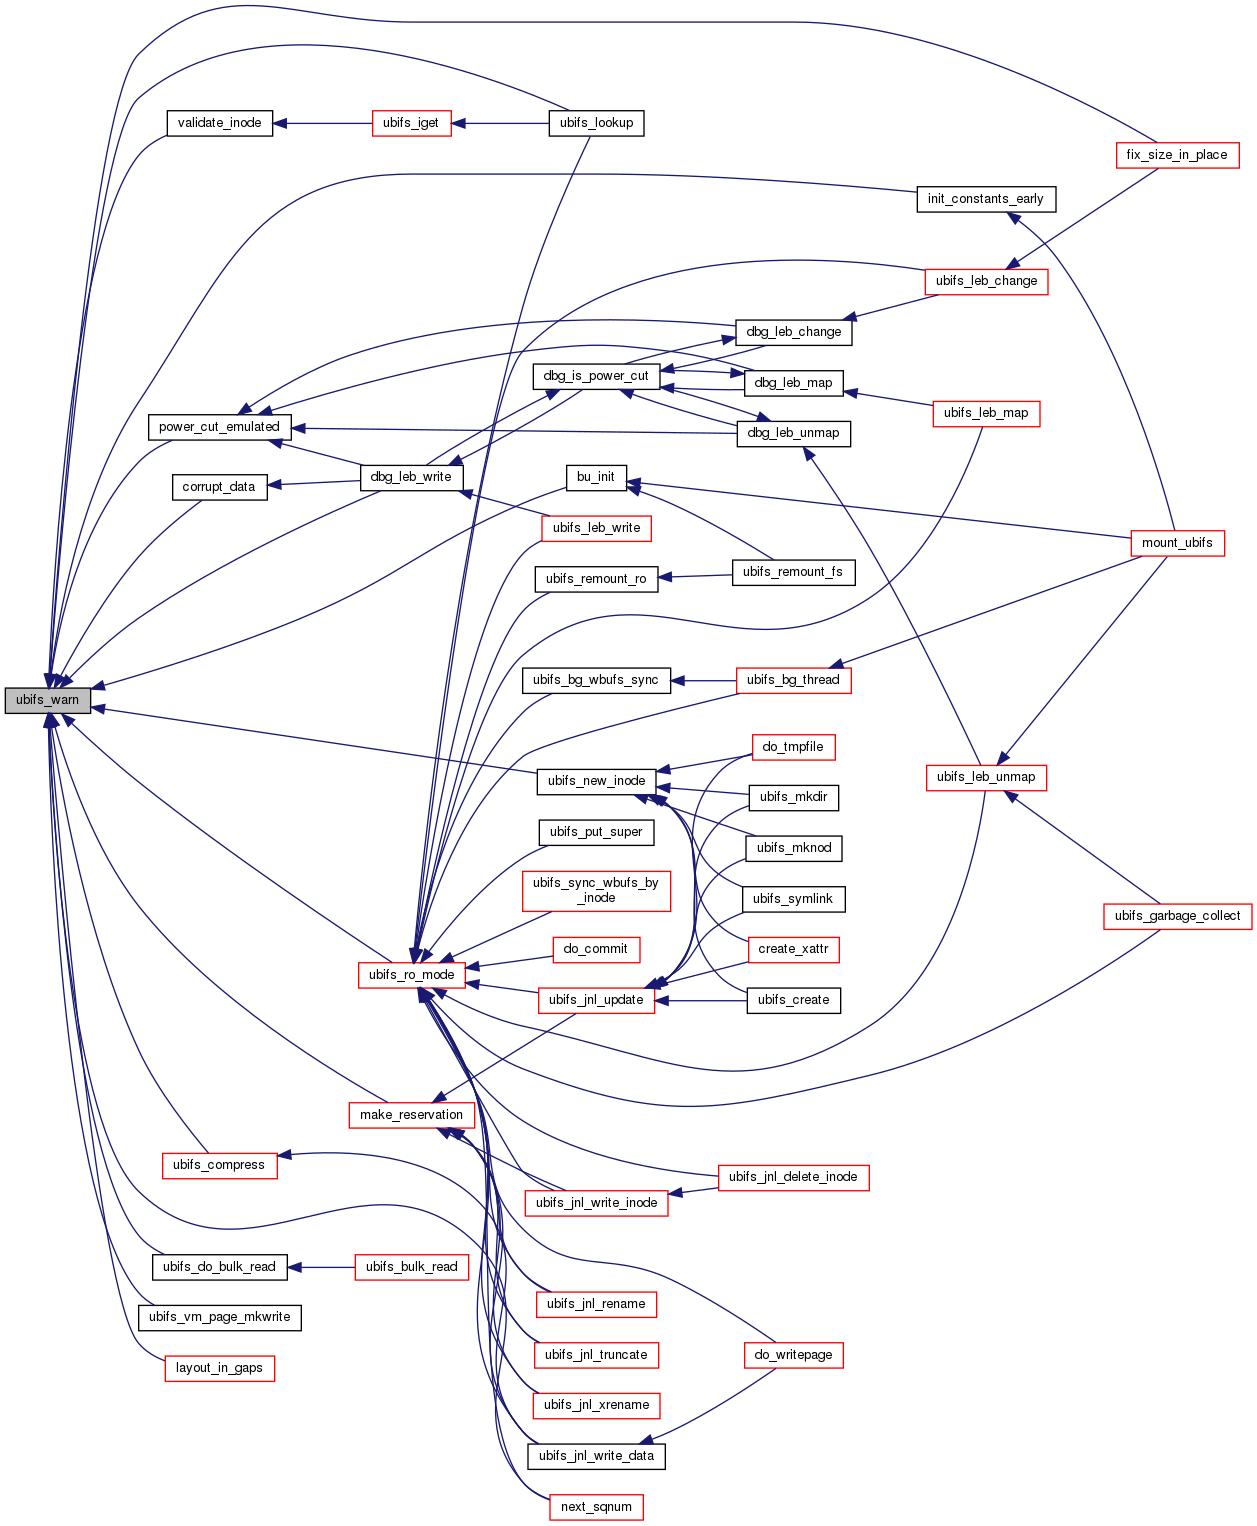 validate_inode
ubifs_iget
ubifs_lookup
fix_size_in_place
init_constants_early
ubifs_leb_change
dbg_leb_change
dbg_is_power_cut
dbg_leb_map
ubifs_leb_map
power_cut_emulated
dbg_leb_unmap
corrupt_data
dbg_leb_write
bu_init
ubifs_leb_write
mount_ubifs
ubifs_remount_ro
ubifs_remount_fs
ubifs_bg_wbufs_sync
ubifs_bg_thread
ubifs_warn
do_tmpfile
ubifs_new_inode
ubifs_leb_unmap
ubifs_mkdir
ubifs_put_super
ubifs_mknod
ubifs_sync_wbufs_by
_inode
ubifs_symlink
ubifs_garbage_collect
do_commit
create_xattr
ubifs_ro_mode
ubifs_jnl_update
ubifs_create
make_reservation
ubifs_compress
ubifs_jnl_delete_inode
ubifs_jnl_write_inode
ubifs_do_bulk_read
ubifs_bulk_read
ubifs_jnl_rename
ubifs_vm_page_mkwrite
ubifs_jnl_truncate
do_writepage
layout_in_gaps
ubifs_jnl_xrename
ubifs_jnl_write_data
next_sqnum